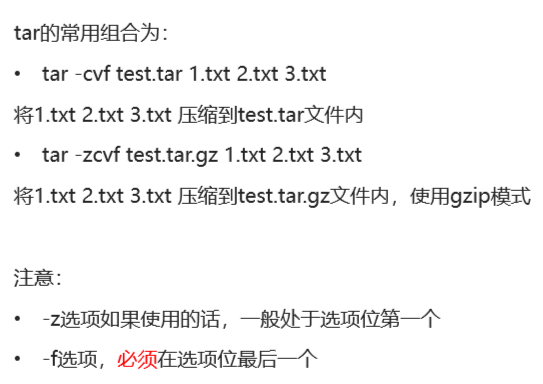 tar的常用组合为：
• tar -cvf test.tar 1.txt 2.txt 3.txt
将1.txt 2.txt 3.txt 压缩到test.tar文件内
• tar -zcvf test.tar.gz 1.txt 2.txt 3.txt
将1.txt 2.txt 3.txt 压缩到test.tar.gz文件内，使用gzip模式
注意：
• -z选项如果使用的话，一般处于选项位第一个
• -f选项，必须在选项位最后一个